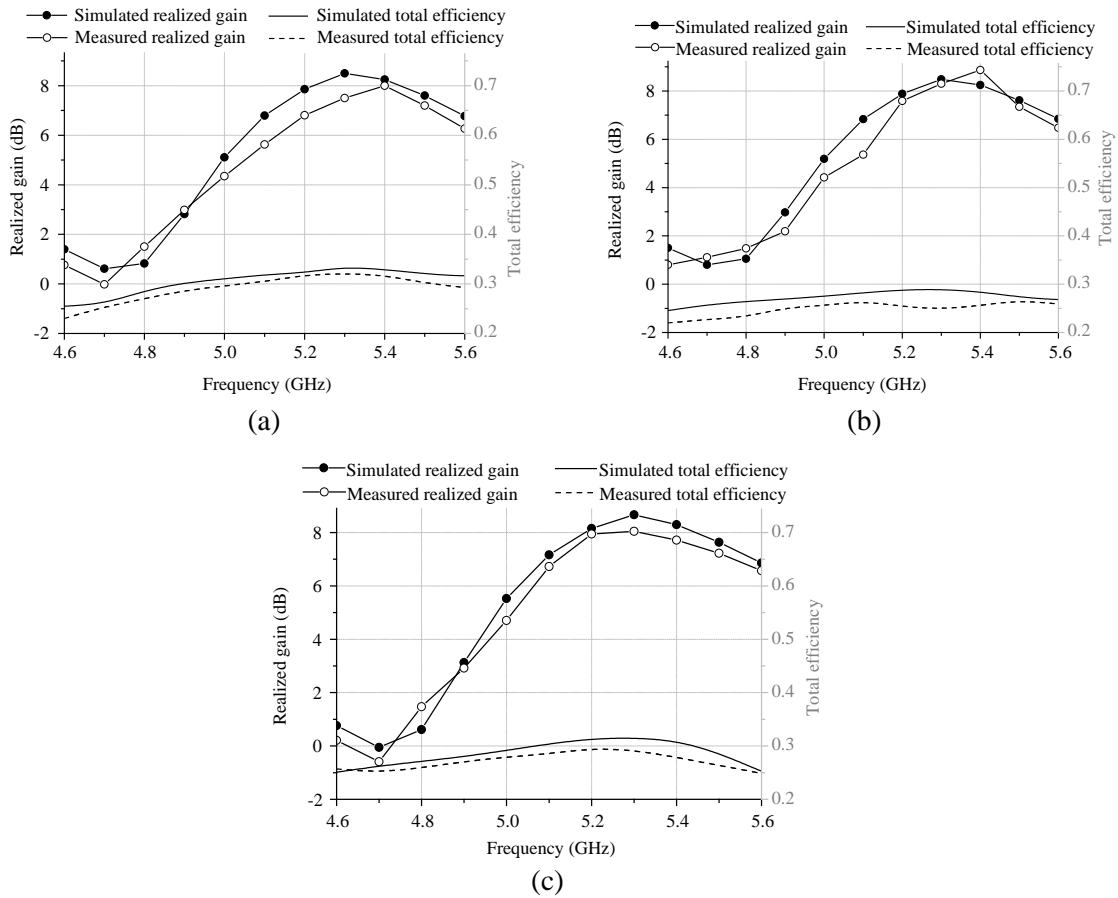 Simulated realized gain Simulated total efficiency
Measured realized gain Measured total efficiency
Realized gain (dB)
8
6
4
2
0
-2
4.6 4.8 5.0 5.2 5.4 5.6
Frequency (GHz)
0.7
0.6
0.5
0.4
0.3
0.2
Total efficiency
(a)
Simulated realized gain Simulated total efficiency
Measured realized gain Measured total efficiency
Realized gain (dB)
8
6
4
2
0
-2
4.6 4.8 5.0 5.2 5.4 5.6
Frequency (GHz)
0.7
0.6
0.5
0.4
0.3
0.2
Total efficiency
(b)
Simulated realized gain Simulated total efficiency
Measured realized gain Measured total efficiency
Realized gain (dB)
8
6
4
2
0
-2
4.6 4.8 5.0 5.2 5.4 5.6
Frequency (GHz)
0.7
0.6
0.5
0.4
0.3
0.2
Total efficiency
(c)